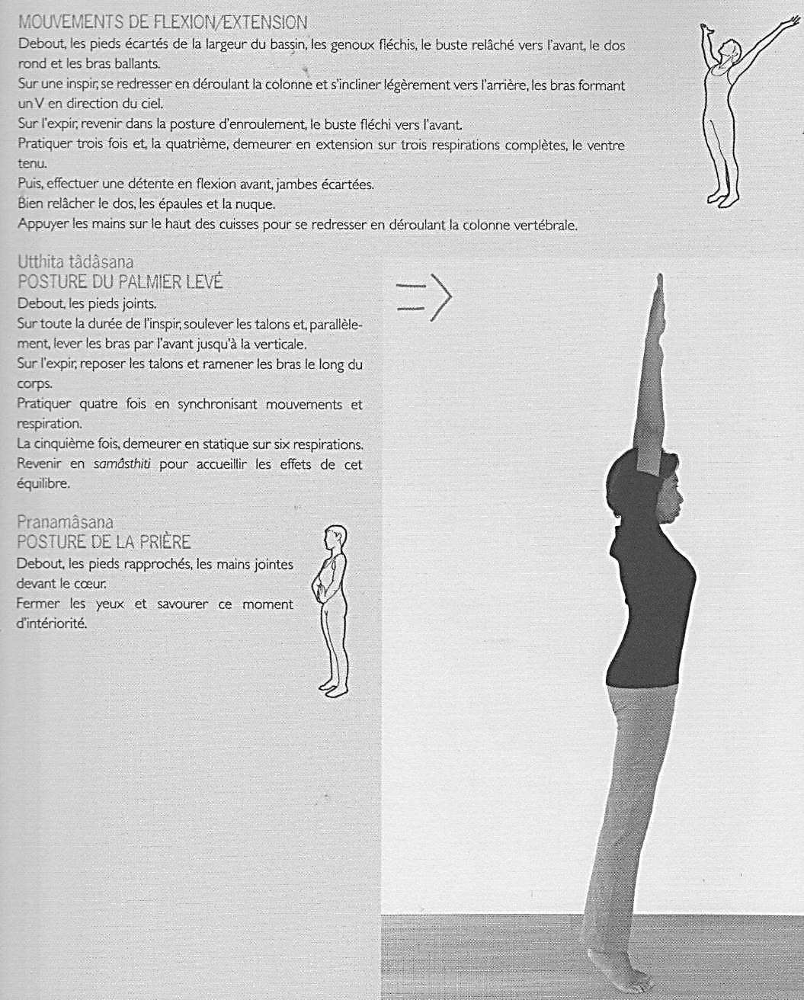 MOUVEMENTS DE FLEXION/EXTENSION
Debout, les pieds écartés de la largeur du bassin, les genoux fléchis, le buste relâché vers l'avant, le dos
rond et les bras ballants.
Sur une inspir, se redresser en déroulant la colonne et s'incliner légèrement vers l'arrière, les bras formant
un V en direction du ciel.
Sur l'expir, revenir dans la posture d'enroulement, le buste fléchi vers l'avant.
Pratiquer trois fois et, la quatrième, demeurer en extension sur trois respirations complètes, le ventre
tenu.
Puis, effectuer une détente en flexion avant, jambes écartées.
Bien relâcher le dos, les épaules et la nuque.
Appuyer les mains sur le haut des cuisses pour se redresser en déroulant la colonne vertébrale.
Utthita tâdâsana
POSTURE DU PALMIER LEVÉ
Debout, les pieds joints.
Sur toute la durée de l'inspir, soulever les talons et, parallèle-
ment, lever les bras par l'avant jusqu'à la verticale.
Sur l'expir, reposer les talons et ramener les bras le long du
corps.
Pratiquer quatre fois en synchronisant mouvements et
respiration.
La cinquième fois, demeurer en statique sur six respirations.
Revenir en samâsthiti pour accueillir les effets de cet
équilibre.
Pranamâsana
POSTURE DE LA PRIÈRE
Debout, les pieds rapprochés, les mains jointes
devant le cœur.
Fermer les yeux et savourer ce moment
d'intériorité.